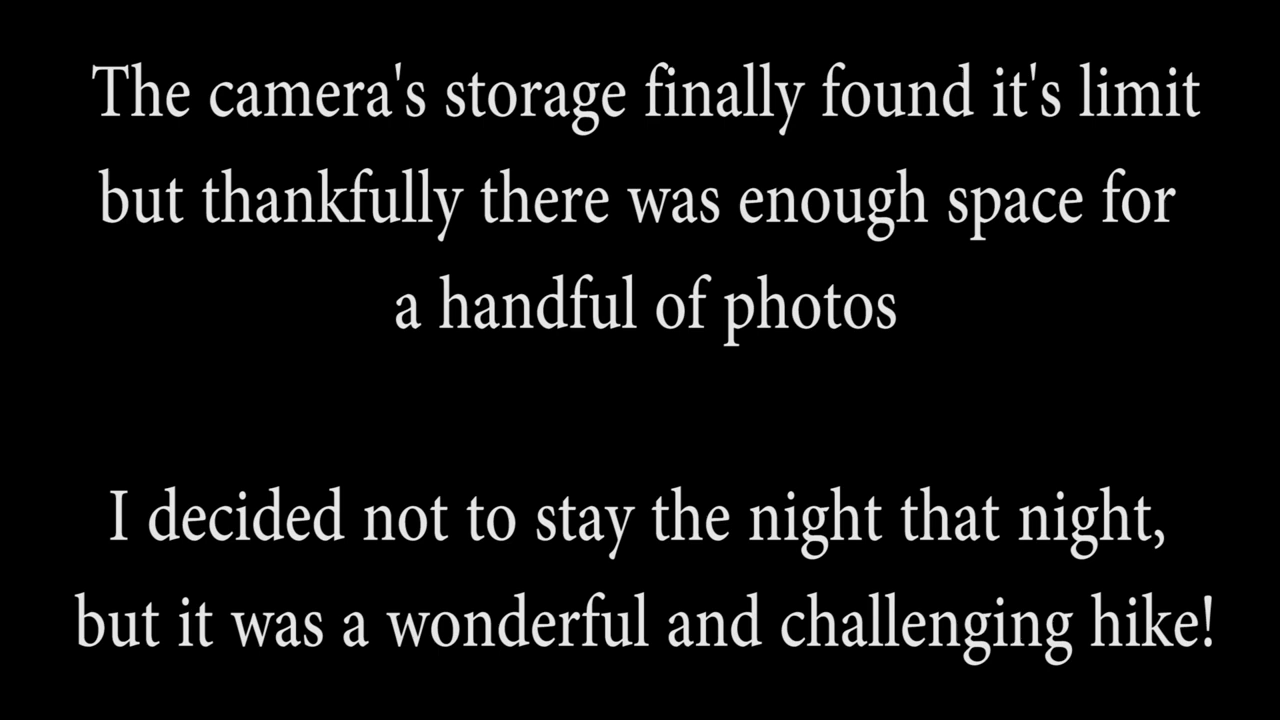 The camera's storage finally found it's limit
but thankfully there was enough space for
a handful of photos
I decided not to stay the night that night,
but it was a wonderful and challenging hike!